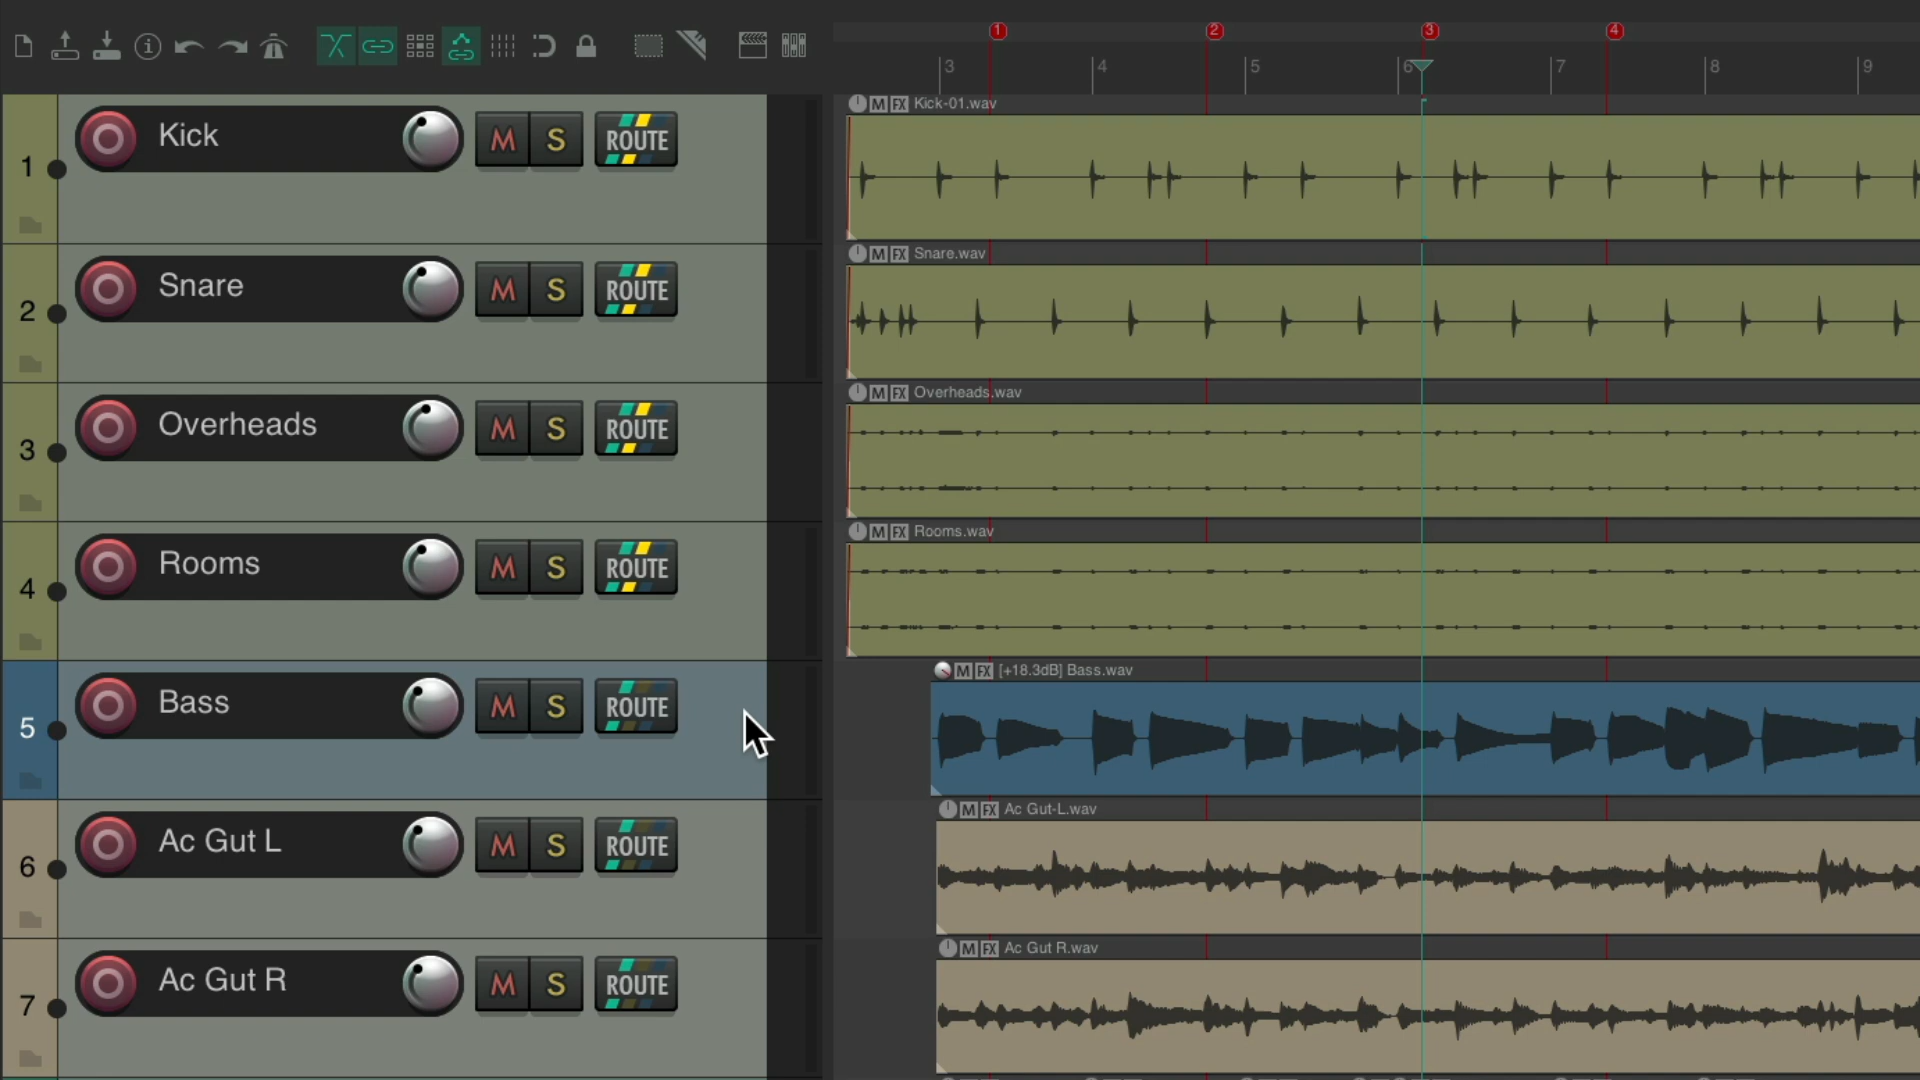 1 2 3 4
3 4 5 6 7 8 9
1 Kick M S ROUTE
M FX Kick-01.wav
2 Snare M S ROUTE
M FX Snare.wav
3 Overheads M S ROUTE
M FX Overheads.wav
4 Rooms M S ROUTE
M FX Rooms.wav
5 Bass M S ROUTE
M FX [+18.3dB] Bass.wav
6 Ac Gut L M S ROUTE
M FX Ac Gut-L.wav
7 Ac Gut R M S ROUTE
M FX Ac Gut R.wav